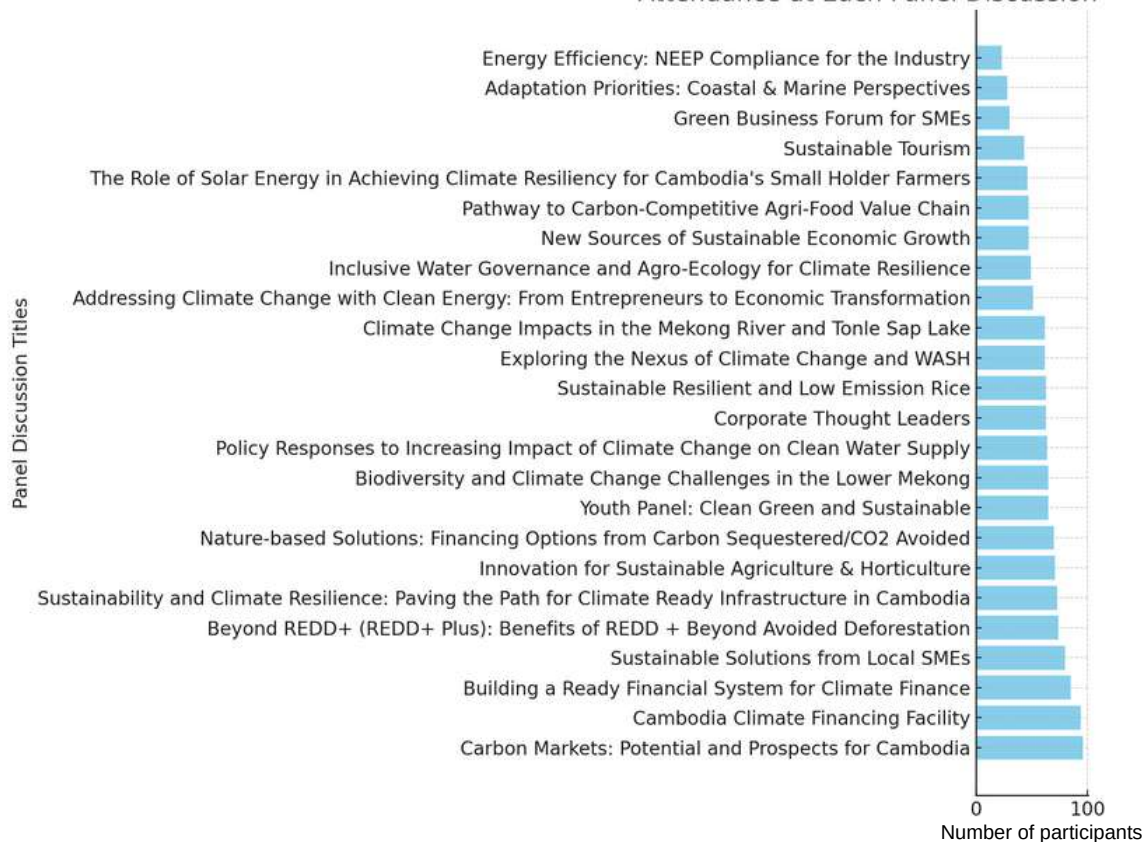 Attendance at Each Panel Discussion
Energy Efficiency: NEEP Compliance for the Industry
Adaptation Priorities: Coastal & Marine Perspectives
Green Business Forum for SMEs
Sustainable Tourism
The Role of Solar Energy in Achieving Climate Resiliency for Cambodia's Small Holder Farmers
Pathway to Carbon-Competitive Agri-Food Value Chain
New Sources of Sustainable Economic Growth
Inclusive Water Governance and Agro-Ecology for Climate Resilience
Addressing Climate Change with Clean Energy: From Entrepreneurs to Economic Transformation
Climate Change Impacts in the Mekong River and Tonle Sap Lake
Exploring the Nexus of Climate Change and WASH
Sustainable Resilient and Low Emission Rice
Corporate Thought Leaders
Policy Responses to Increasing Impact of Climate Change on Clean Water Supply
Biodiversity and Climate Change Challenges in the Lower Mekong
Youth Panel: Clean Green and Sustainable
Nature-based Solutions: Financing Options from Carbon Sequestered/CO2 Avoided
Innovation for Sustainable Agriculture & Horticulture
Sustainability and Climate Resilience: Paving the Path for Climate Ready Infrastructure in Cambodia
Beyond REDD+ (REDD+ Plus): Benefits of REDD + Beyond Avoided Deforestation
Sustainable Solutions from Local SMEs
Building a Ready Financial System for Climate Finance
Cambodia Climate Financing Facility
Carbon Markets: Potential and Prospects for Cambodia
Panel Discussion Titles
0 100
Number of participants